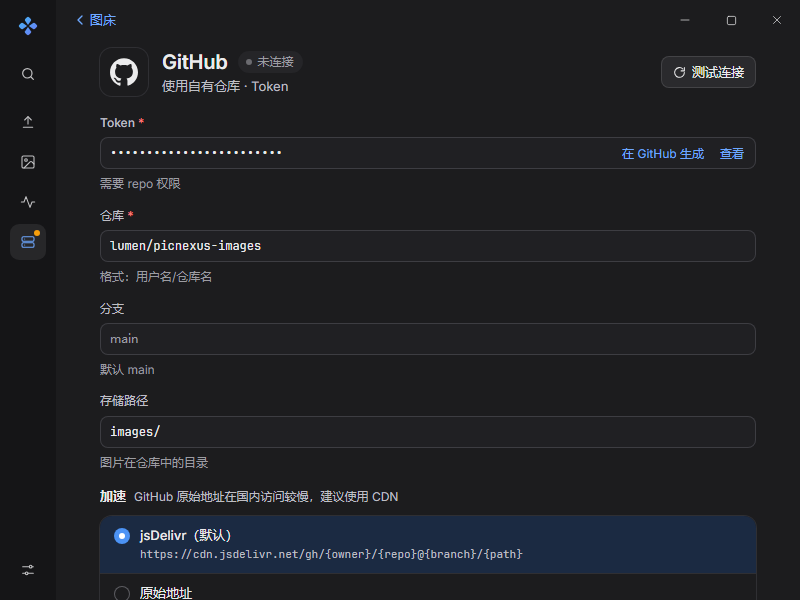 图床
GitHub
未连接
使用自有仓库 · Token
测试连接
Token *
•••••••••••••••••••••••• 在 GitHub 生成 查看
需要 repo 权限
仓库 *
lumen/picnexus-images
格式：用户名/仓库名
分支
main
默认 main
存储路径
images/
图片在仓库中的目录
加速 GitHub 原始地址在国内访问较慢，建议使用 CDN
jsDelivr（默认）
https://cdn.jsdelivr.net/gh/{owner}/{repo}@{branch}/{path}
原始地址